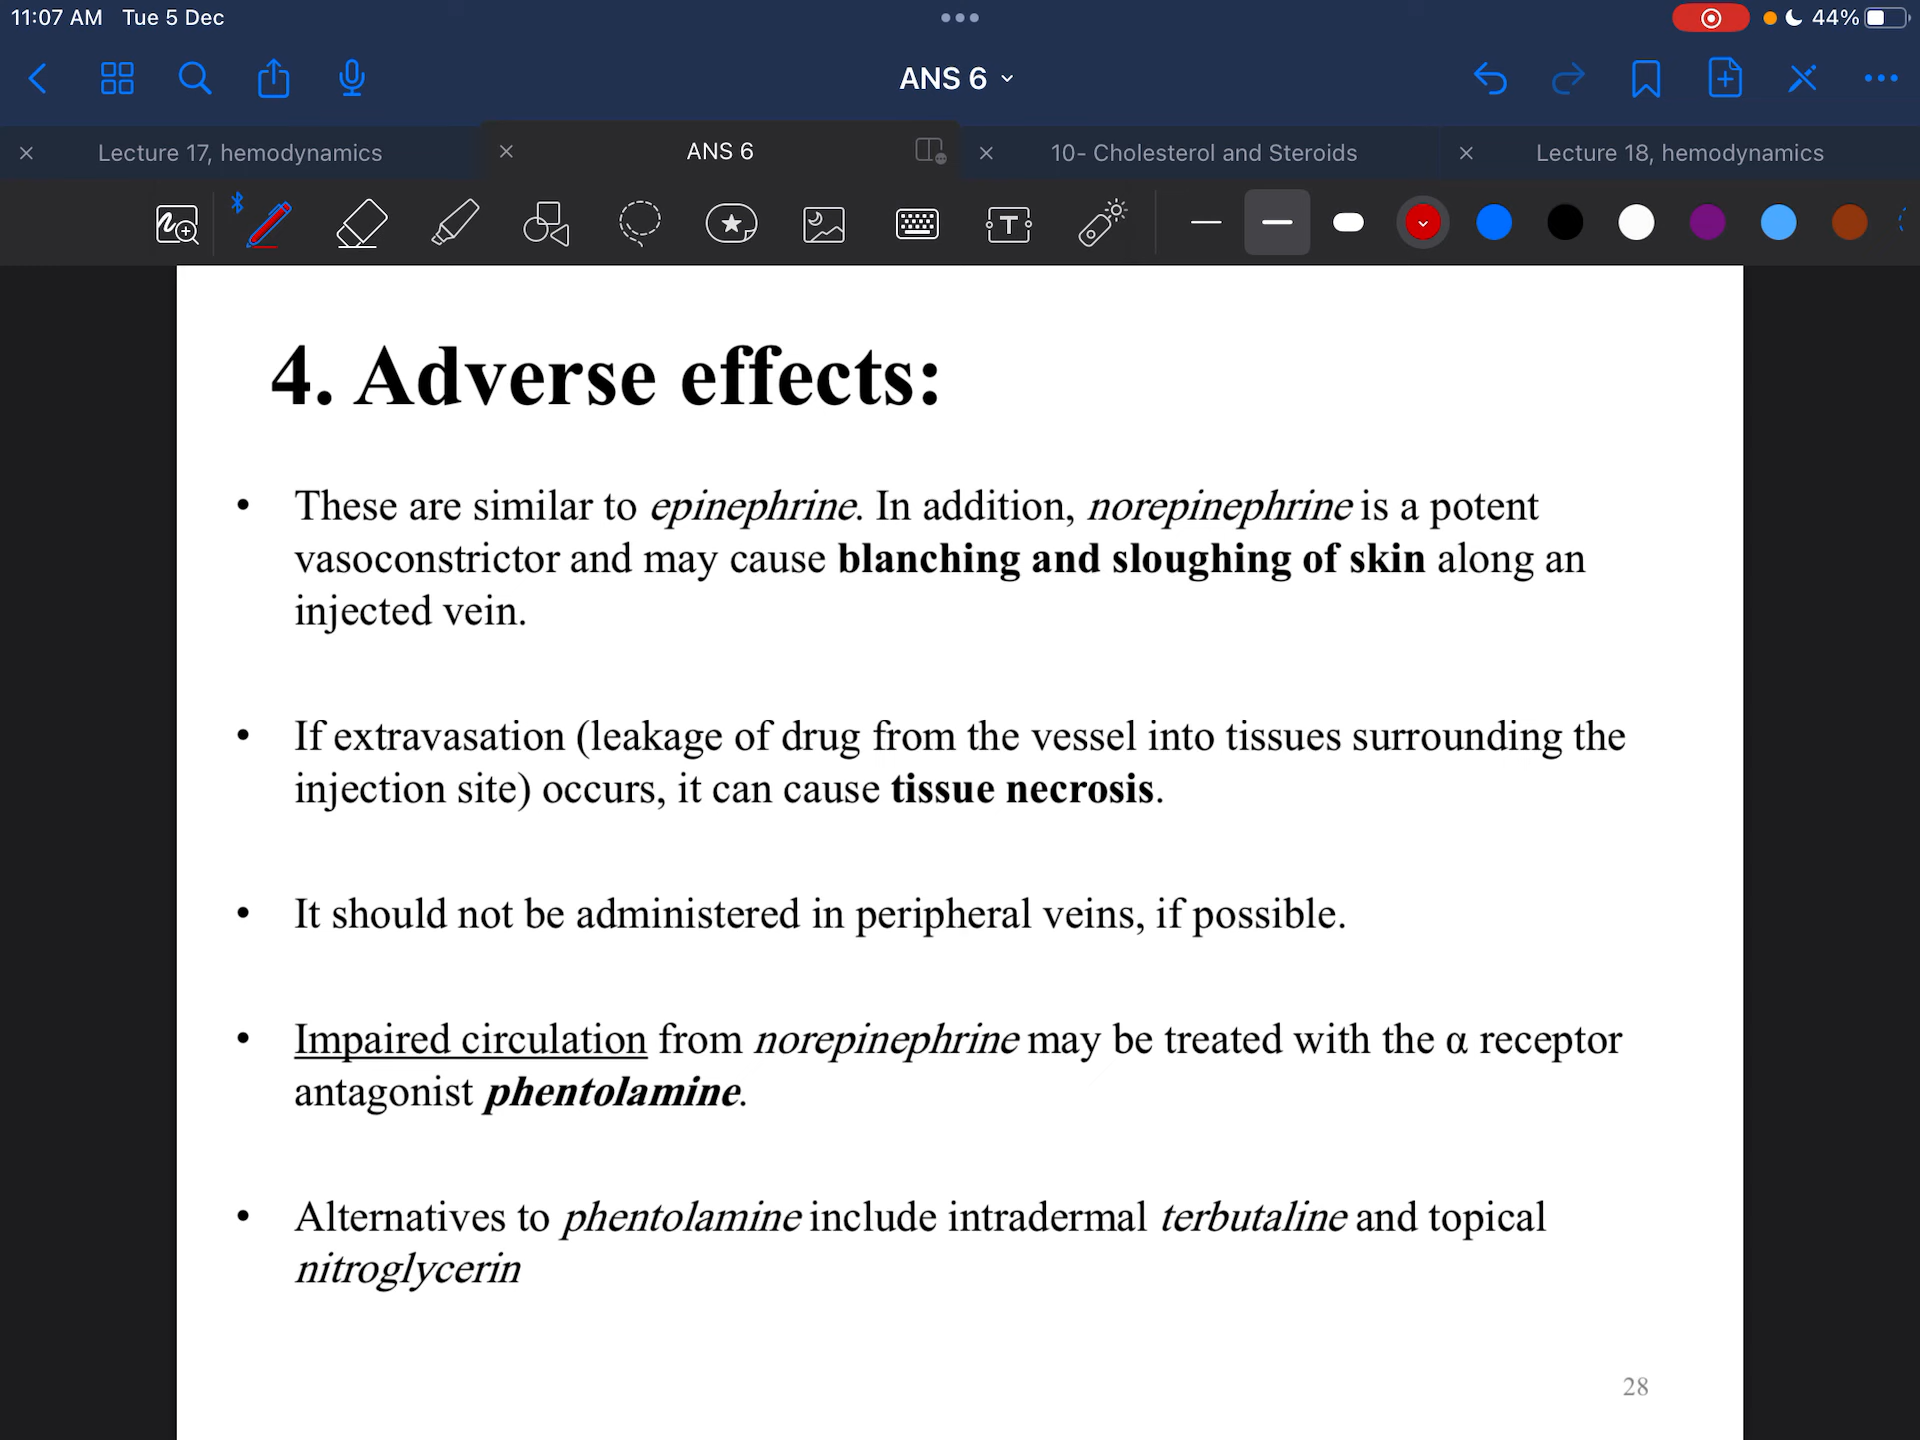 11:07 AM Tue 5 Dec
44%
ANS 6
Lecture 17, hemodynamics
ANS 6
10- Cholesterol and Steroids
Lecture 18, hemodynamics
T
4. Adverse effects:
• These are similar to epinephrine. In addition, norepinephrine is a potent
vasoconstrictor and may cause blanching and sloughing of skin along an
injected vein.
• If extravasation (leakage of drug from the vessel into tissues surrounding the
injection site) occurs, it can cause tissue necrosis.
• It should not be administered in peripheral veins, if possible.
• Impaired circulation from norepinephrine may be treated with the α receptor
antagonist phentolamine.
• Alternatives to phentolamine include intradermal terbutaline and topical
nitroglycerin
28